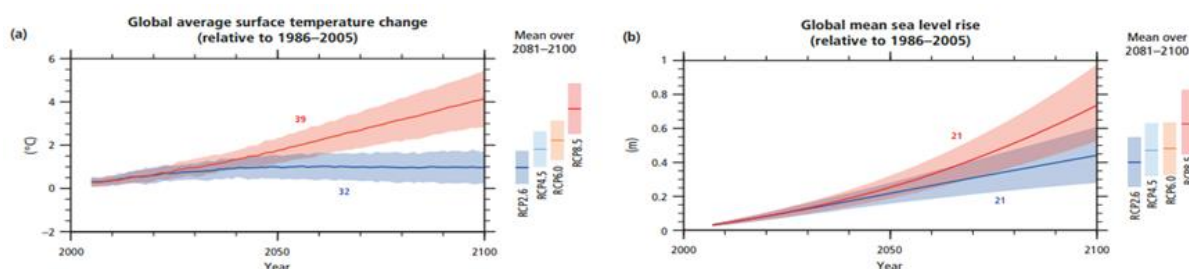 Global average surface temperature change
(relative to 1986–2005)
(a)
Mean over
2081–2100
6
4
2
0
−2
(°C)
39
32
2000
2050
2100
Year
RCP2.6
RCP4.5
RCP6.0
RCP8.5
Global mean sea level rise
(relative to 1986–2005)
(b)
Mean over
2081–2100
1
0.8
0.6
0.4
0.2
0
(m)
21
21
2000
2050
2100
Year
RCP2.6
RCP4.5
RCP6.0
RCP8.5